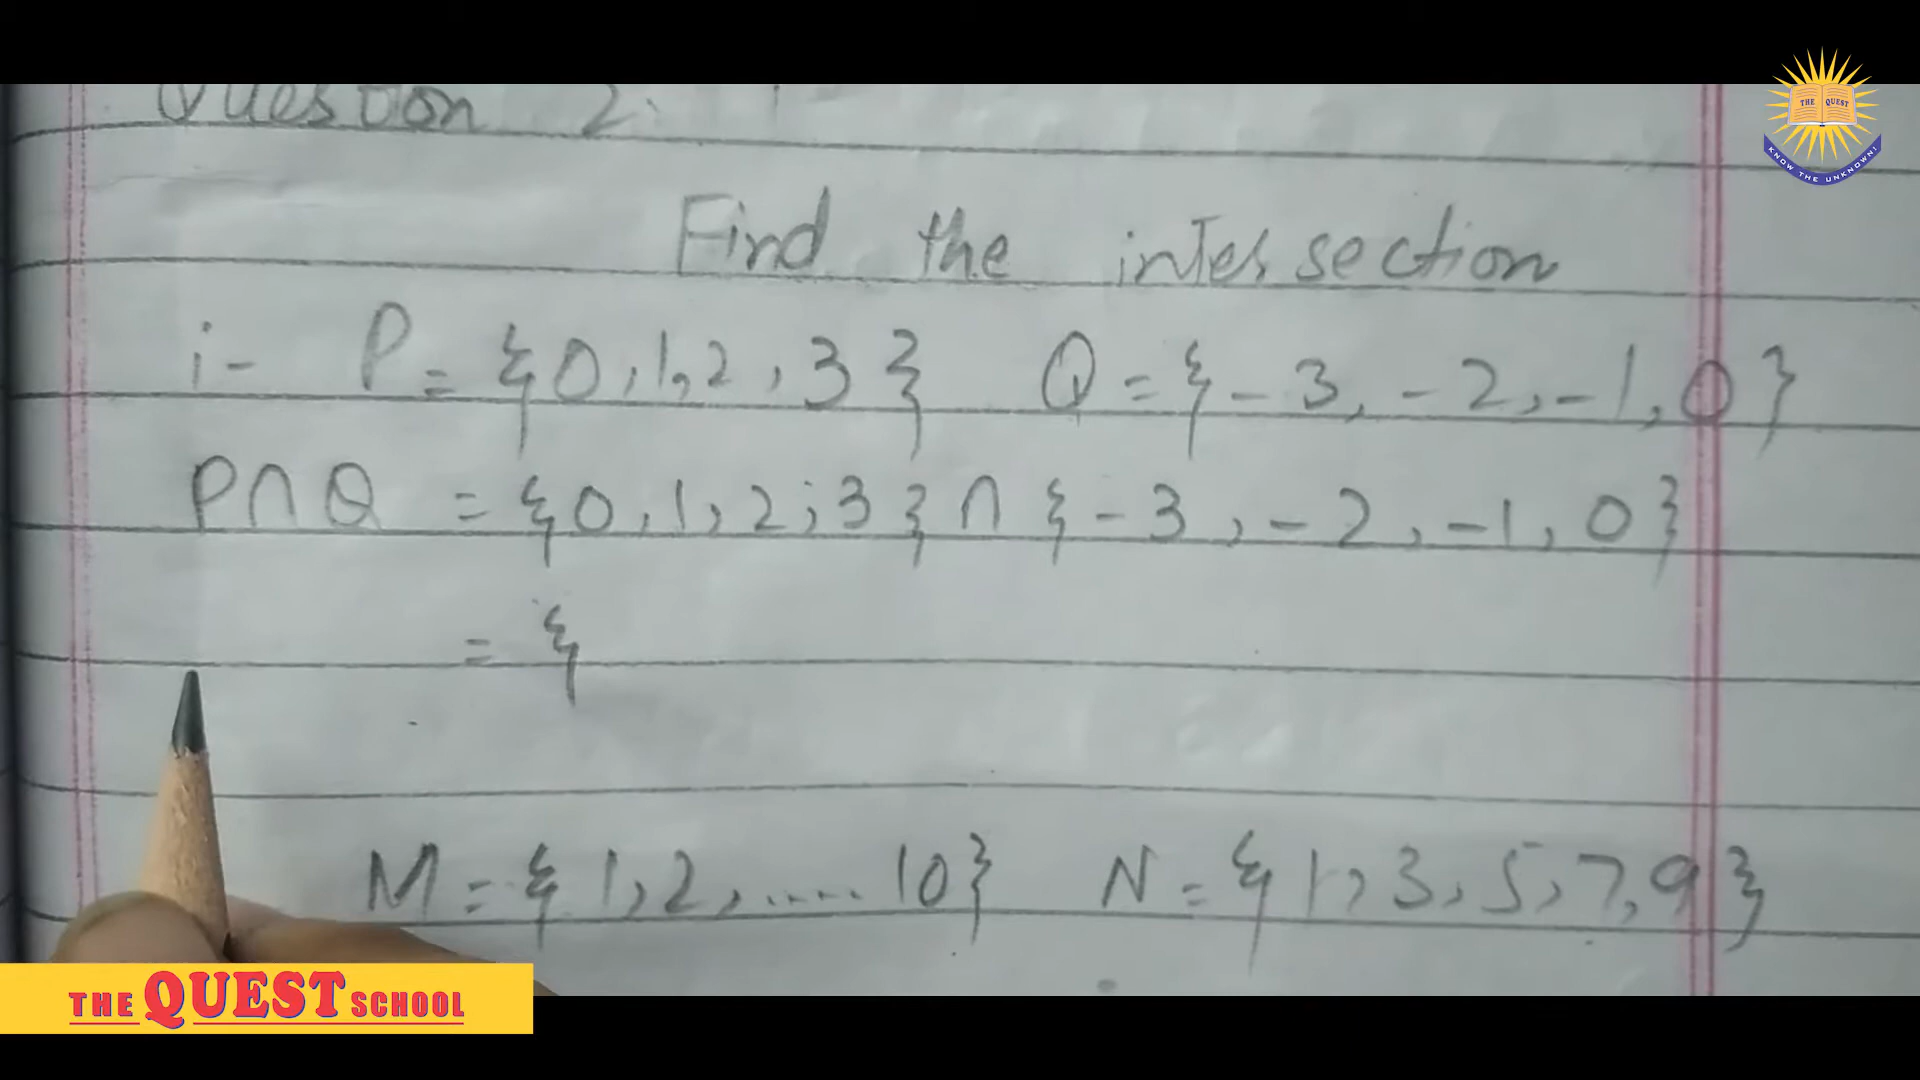 Question 2:
Find the intersection
i- P = {0,1,2,3} Q = {-3,-2,-1,0}
P∩Q = {0,1,2,3} ∩ {-3,-2,-1,0}
= {
M = {1,2,.....10} N = {1,3,5,7,9}
THE QUEST
KNOW THE UNKNOWN!
THE QUEST SCHOOL